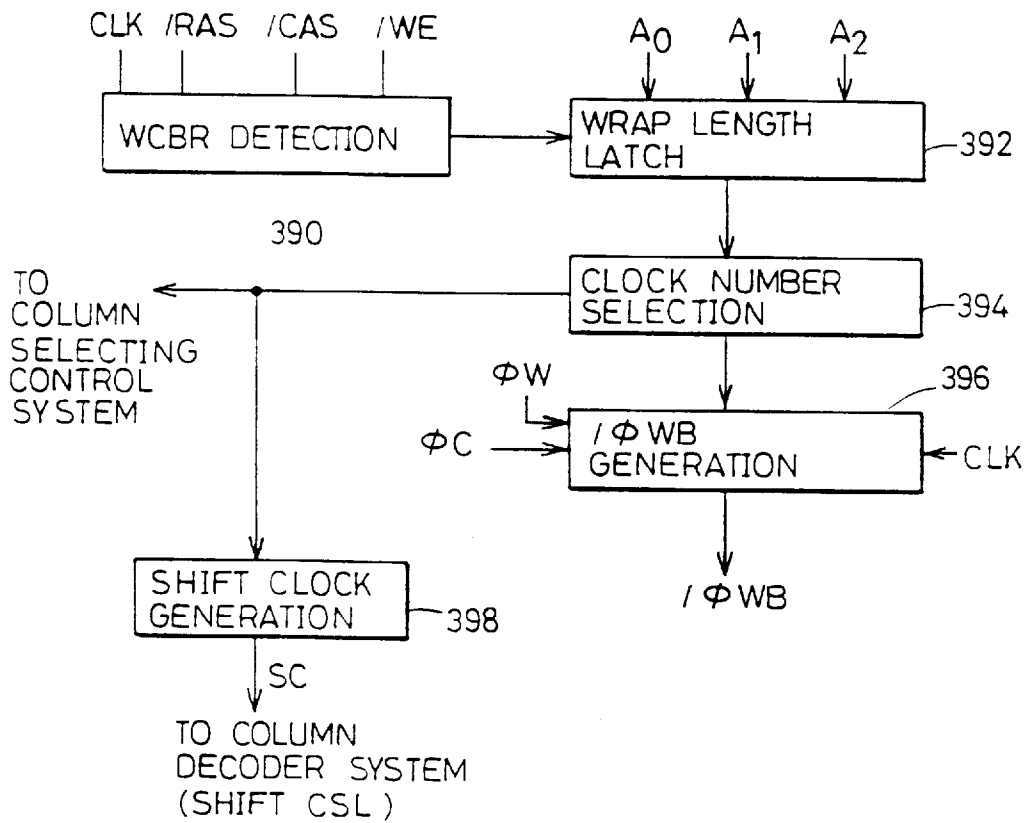 CLK /RAS /CAS /WE
A0 A1 A2
WCBR DETECTION
WRAP LENGTH
LATCH
392
390
TO
COLUMN
SELECTING
CONTROL
SYSTEM
CLOCK NUMBER
SELECTION
394
396
ΦW
ΦC
/ΦWB
GENERATION
CLK
/ΦWB
SHIFT CLOCK
GENERATION
398
SC
TO COLUMN
DECODER SYSTEM
(SHIFT CSL)